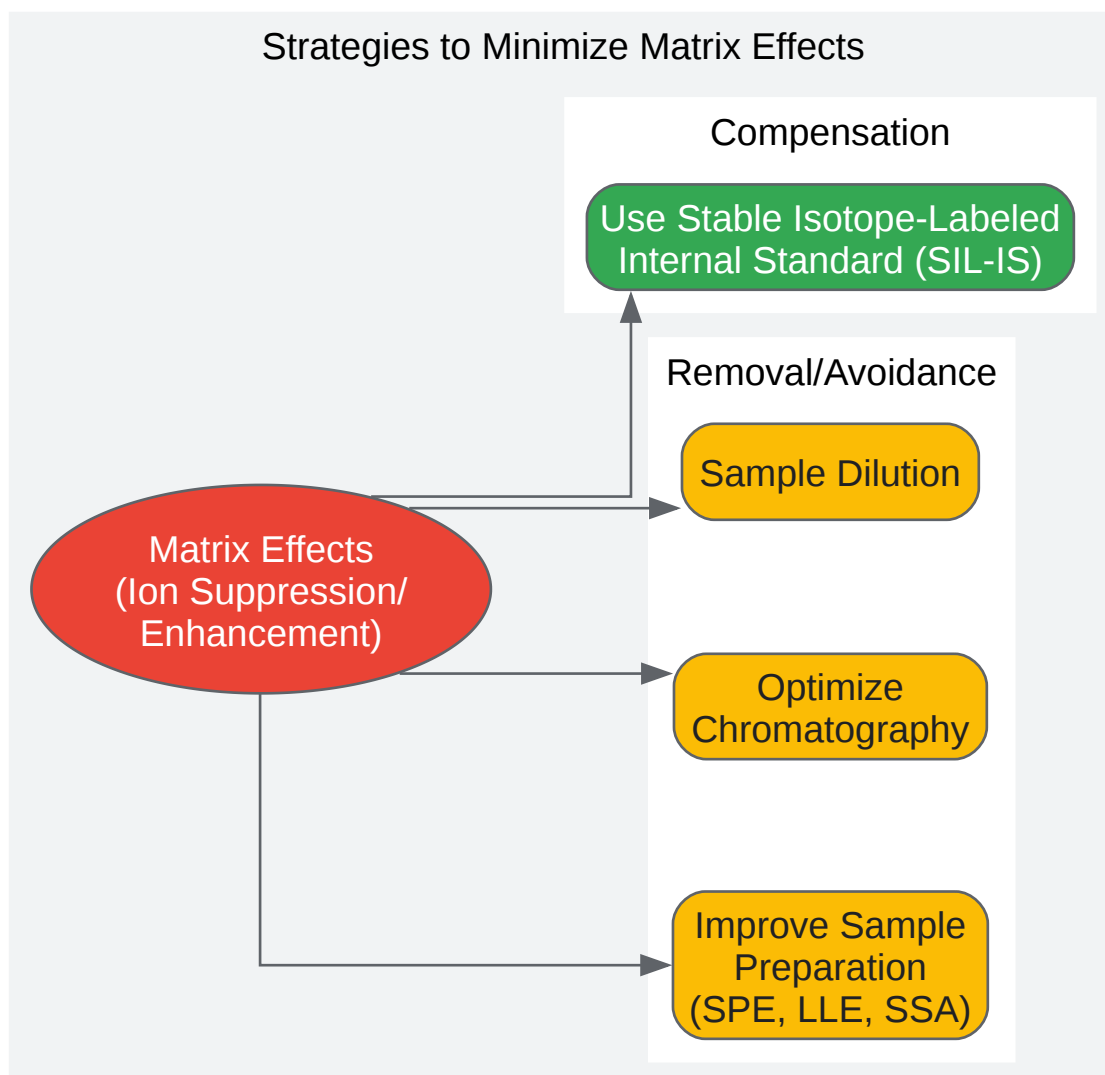 Strategies to Minimize Matrix Effects
Compensation
Use Stable Isotope-Labeled
Internal Standard (SIL-IS)
Removal/Avoidance
Sample Dilution
Matrix Effects
(Ion Suppression/
Enhancement)
Optimize
Chromatography
Improve Sample
Preparation
(SPE, LLE, SSA)